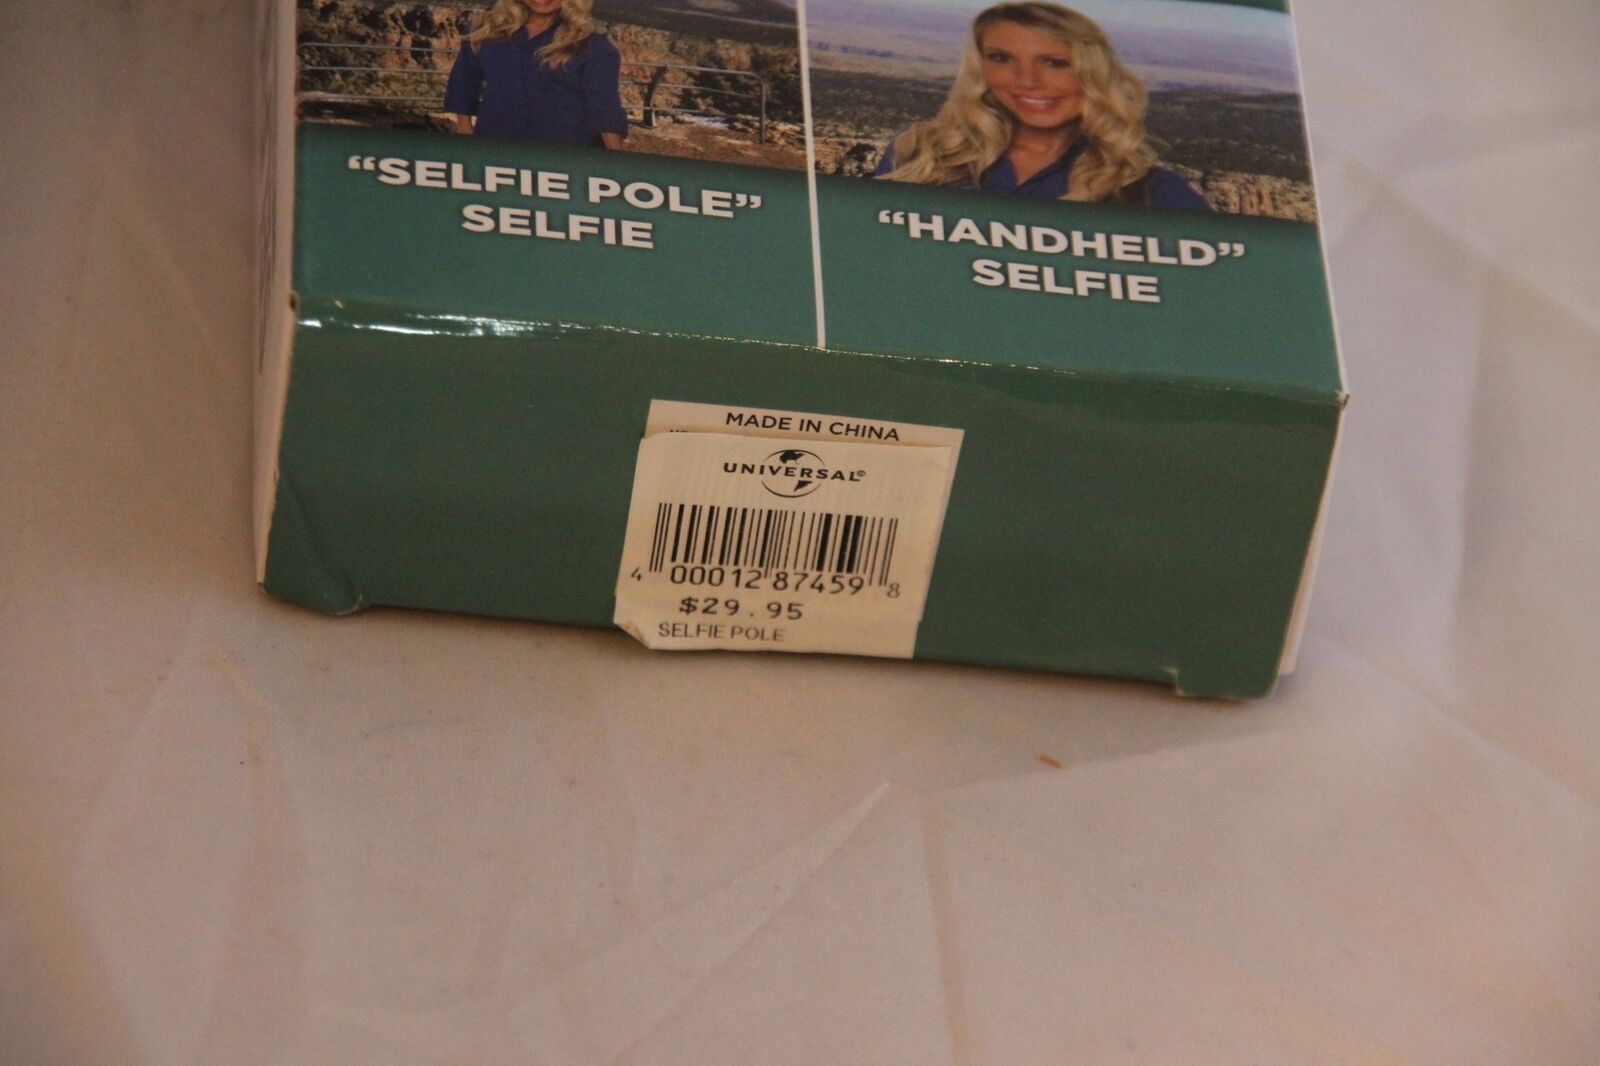 “SELFIE POLE”
SELFIE
“HANDHELD”
SELFIE
MADE IN CHINA
UNIVERSAL©
4 00012 87459 8
$29.95
SELFIE POLE